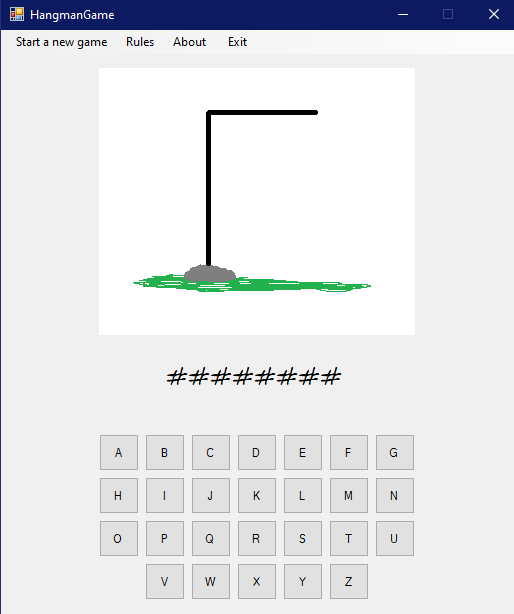 HangmanGame
Start a new game Rules About Exit
########
A B C D E F G
H I J K L M N
O P Q R S T U
V W X Y Z